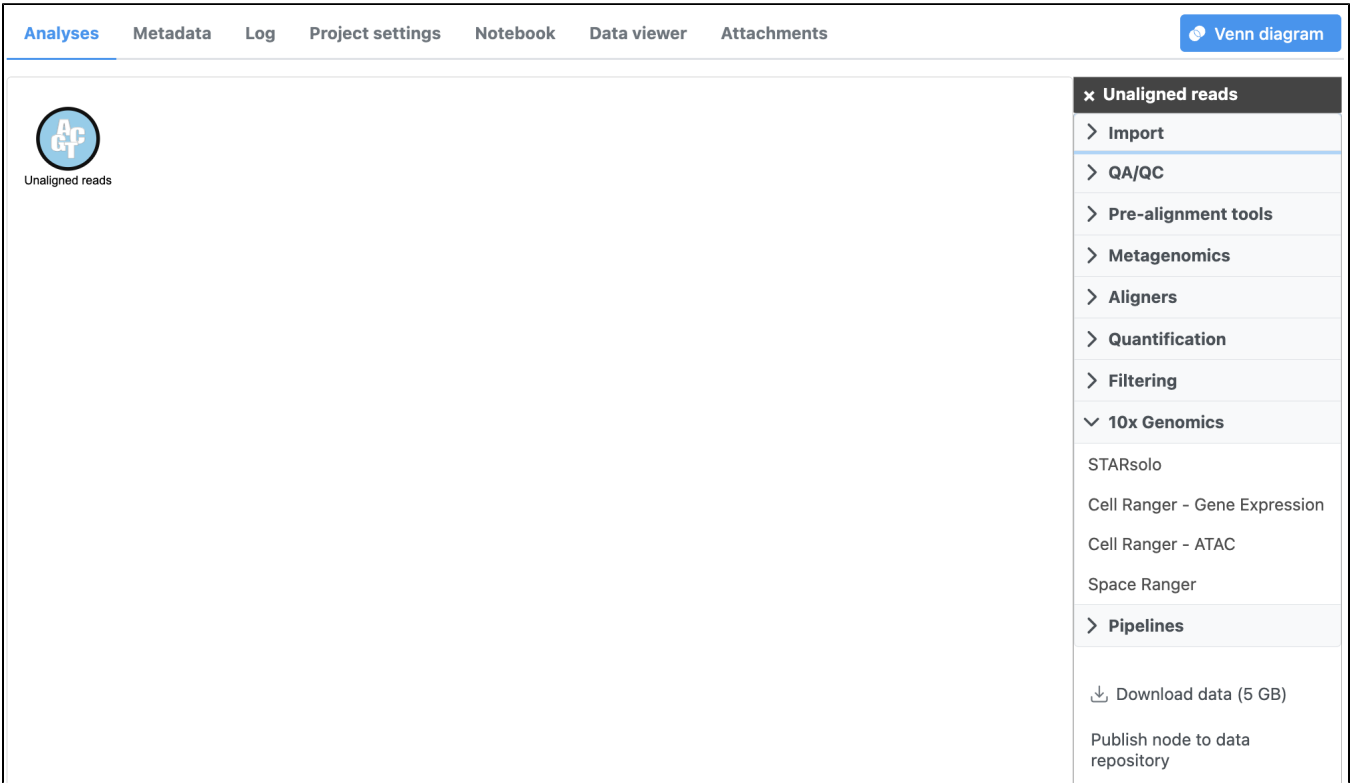 Analyses Metadata Log Project settings Notebook Data viewer Attachments Venn diagram
ACGT
Unaligned reads
× Unaligned reads
Import
QA/QC
Pre-alignment tools
Metagenomics
Aligners
Quantification
Filtering
10x Genomics
STARsolo
Cell Ranger - Gene Expression
Cell Ranger - ATAC
Space Ranger
Pipelines
Download data (5 GB)
Publish node to data
repository